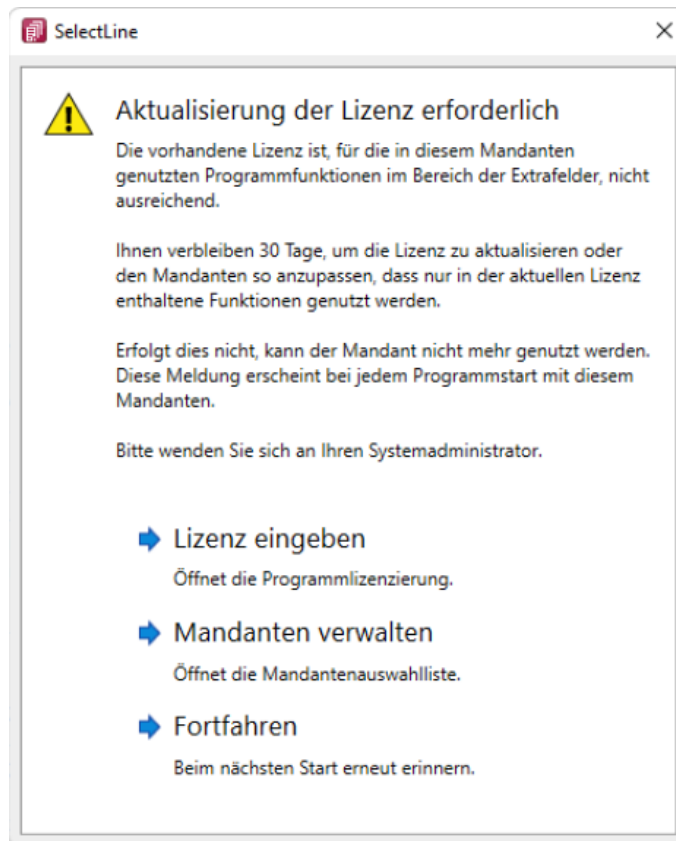 SelectLine
Aktualisierung der Lizenz erforderlich
Die vorhandene Lizenz ist, für die in diesem Mandanten
genutzten Programmfunktionen im Bereich der Extrafelder, nicht
ausreichend.
Ihnen verbleiben 30 Tage, um die Lizenz zu aktualisieren oder
den Mandanten so anzupassen, dass nur in der aktuellen Lizenz
enthaltene Funktionen genutzt werden.
Erfolgt dies nicht, kann der Mandant nicht mehr genutzt werden.
Diese Meldung erscheint bei jedem Programmstart mit diesem
Mandanten.
Bitte wenden Sie sich an Ihren Systemadministrator.
Lizenz eingeben
Öffnet die Programmlizenzierung.
Mandanten verwalten
Öffnet die Mandantenauswahlliste.
Fortfahren
Beim nächsten Start erneut erinnern.